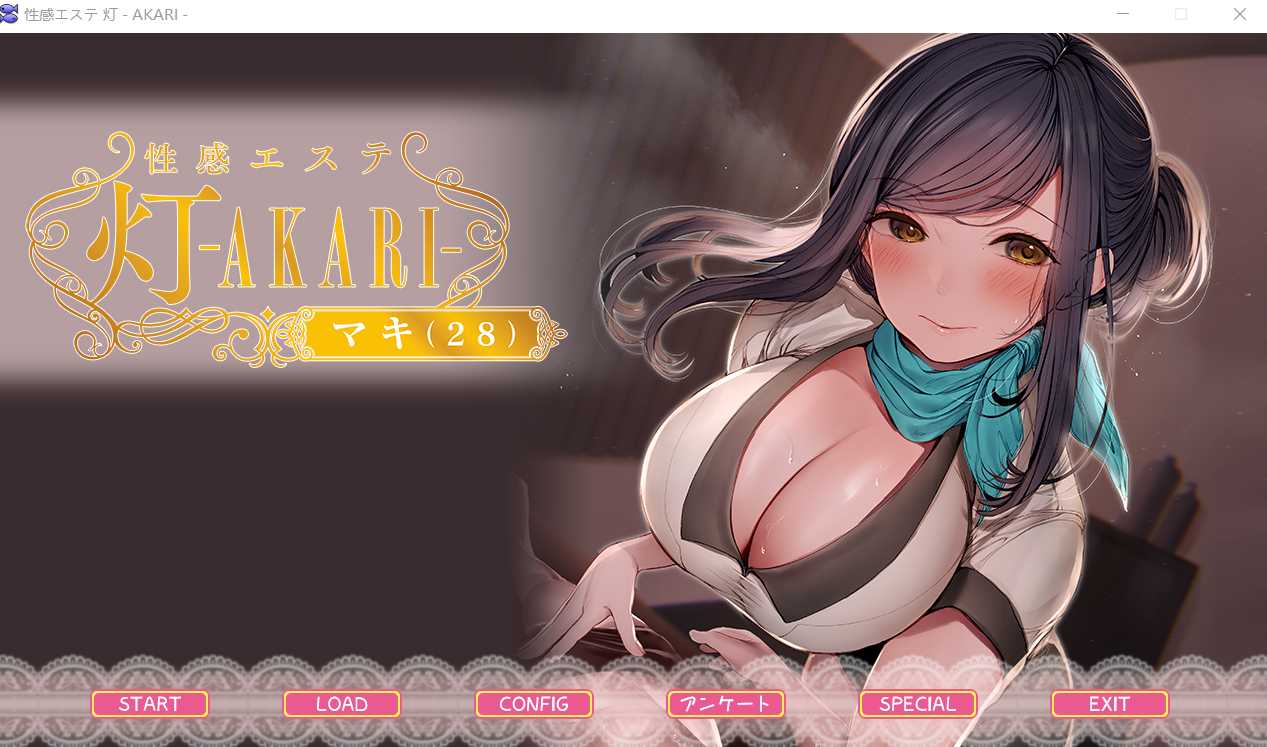 性感エステ 灯 - AKARI -
性感エステ
灯-AKARI-
マキ(28)
START
LOAD
CONFIG
アンケート
SPECIAL
EXIT